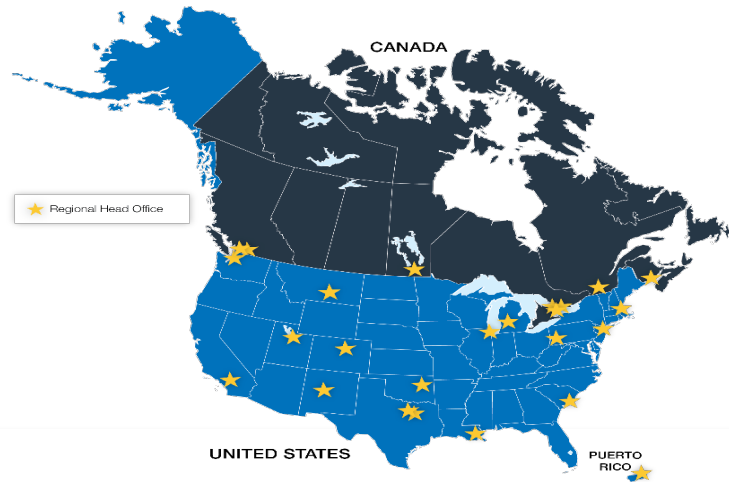 CANADA
Regional Head Office
UNITED STATES
PUERTO
RICO